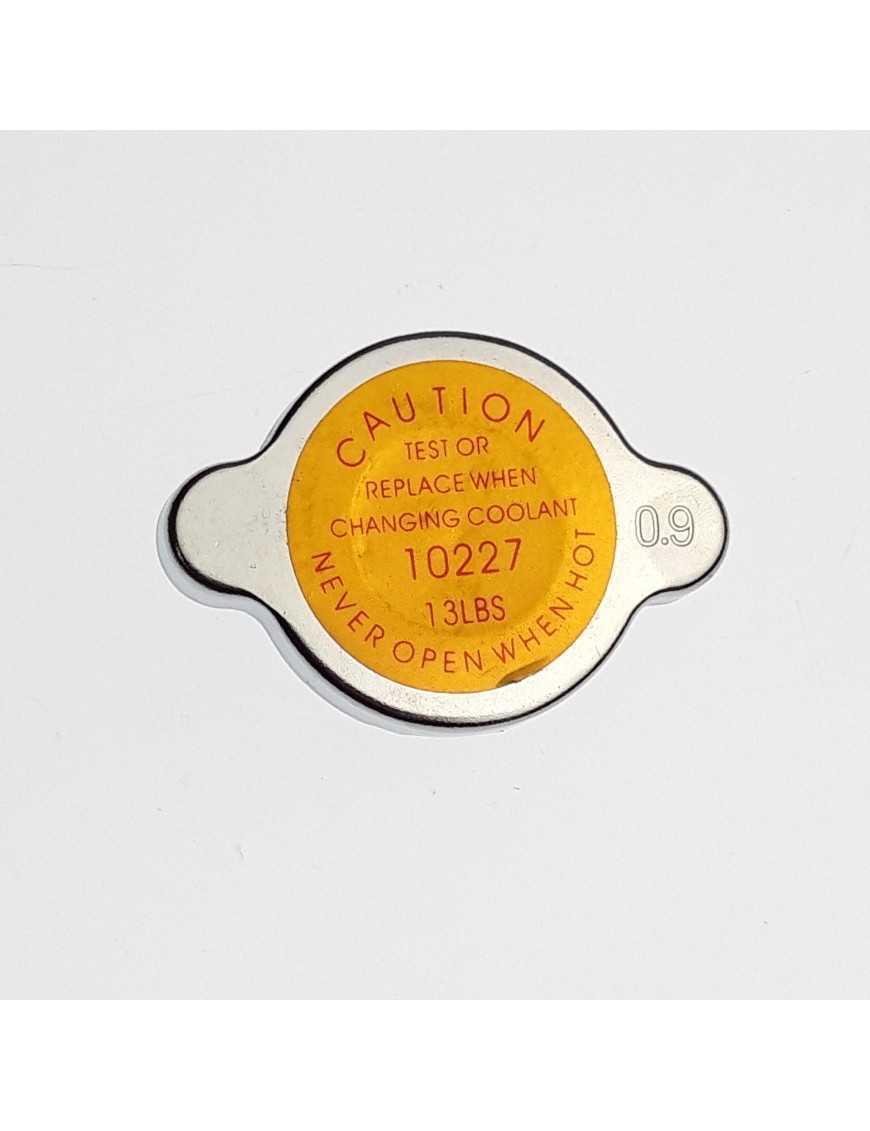 CAUTION
TEST OR
REPLACE WHEN
CHANGING COOLANT
10227
13LBS
NEVER OPEN WHEN HOT
0.9